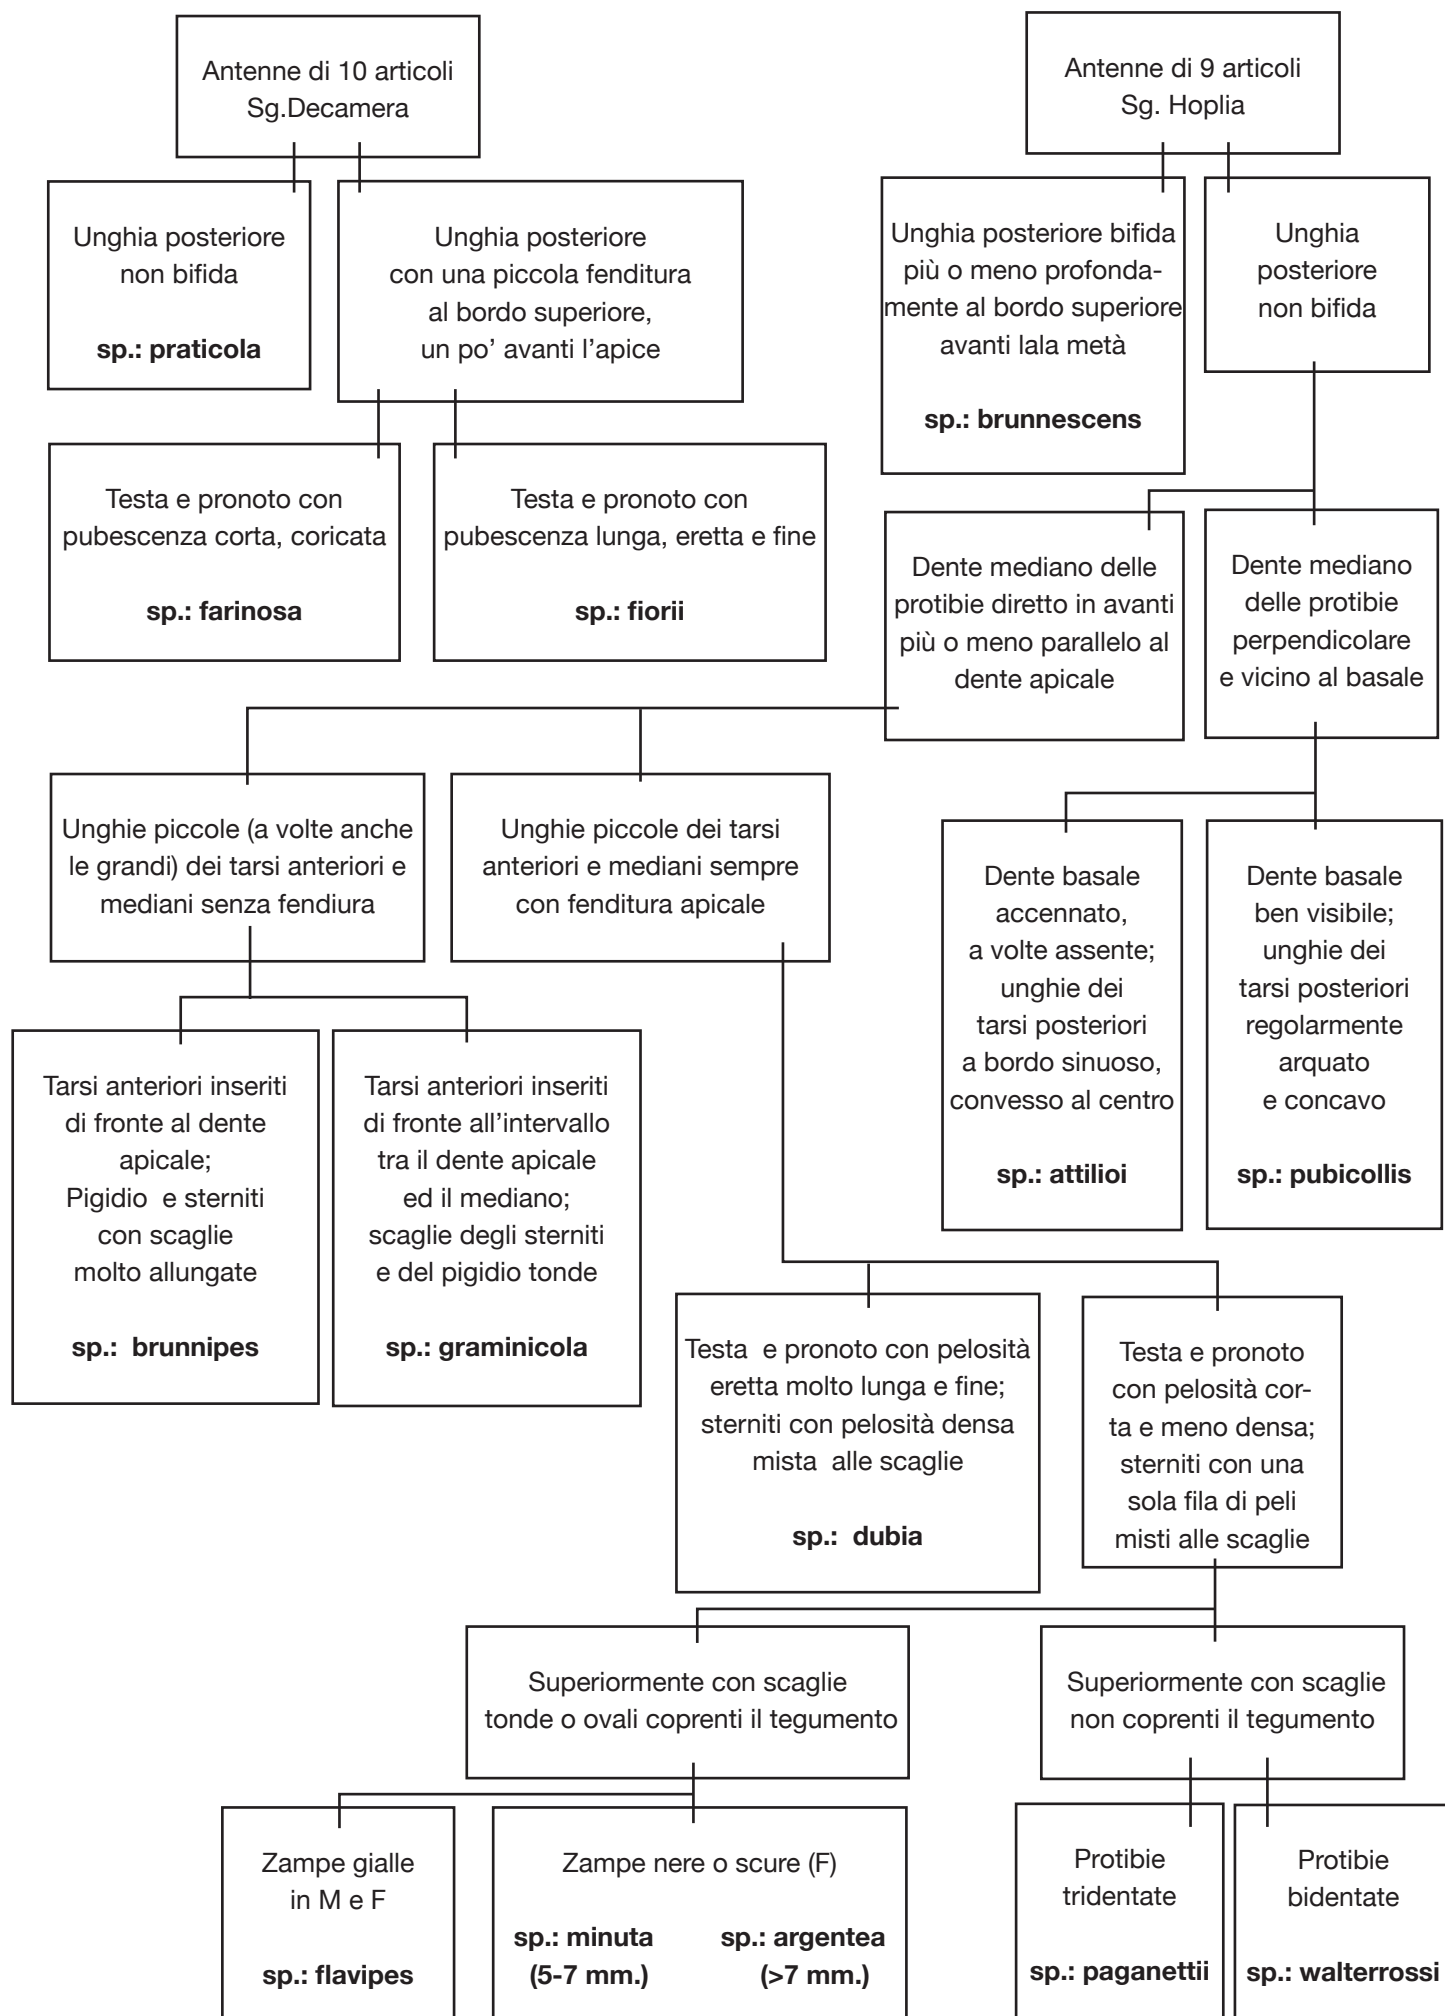 Antenne di 10 articoli
Sg.Decamera
Antenne di 9 articoli
Sg. Hoplia
Unghia posteriore
non bifida
sp.: praticola
Unghia posteriore
con una piccola fenditura
al bordo superiore,
un po’ avanti l’apice
Unghia posteriore bifida
più o meno profonda-
mente al bordo superiore
avanti lala metà
sp.: brunnescens
Unghia
posteriore
non bifida
Testa e pronoto con
pubescenza corta, coricata
sp.: farinosa
Testa e pronoto con
pubescenza lunga, eretta e fine
sp.: fiorii
Dente mediano delle
protibie diretto in avanti
più o meno parallelo al
dente apicale
Dente mediano
delle protibie
perpendicolare
e vicino al basale
Unghie piccole (a volte anche
le grandi) dei tarsi anteriori e
mediani senza fendiura
Unghie piccole dei tarsi
anteriori e mediani sempre
con fenditura apicale
Dente basale
accennato,
a volte assente;
unghie dei
tarsi posteriori
a bordo sinuoso,
convesso al centro
sp.: attilioi
Dente basale
ben visibile;
unghie dei
tarsi posteriori
regolarmente
arquato
e concavo
sp.: pubicollis
Tarsi anteriori inseriti
di fronte al dente
apicale;
Pigidio e sterniti
con scaglie
molto allungate
sp.: brunnipes
Tarsi anteriori inseriti
di fronte all’intervallo
tra il dente apicale
ed il mediano;
scaglie degli sterniti
e del pigidio tonde
sp.: graminicola
Testa e pronoto con pelosità
eretta molto lunga e fine;
sterniti con pelosità densa
mista alle scaglie
sp.: dubia
Testa e pronoto
con pelosità cor-
ta e meno densa;
sterniti con una
sola fila di peli
misti alle scaglie
Superiormente con scaglie
tonde o ovali coprenti il tegumento
Superiormente con scaglie
non coprenti il tegumento
Zampe gialle
in M e F
sp.: flavipes
Zampe nere o scure (F)
sp.: minuta sp.: argentea
(5-7 mm.) (>7 mm.)
Protibie
tridentate
sp.: paganettii
Protibie
bidentate
sp.: walterrossi